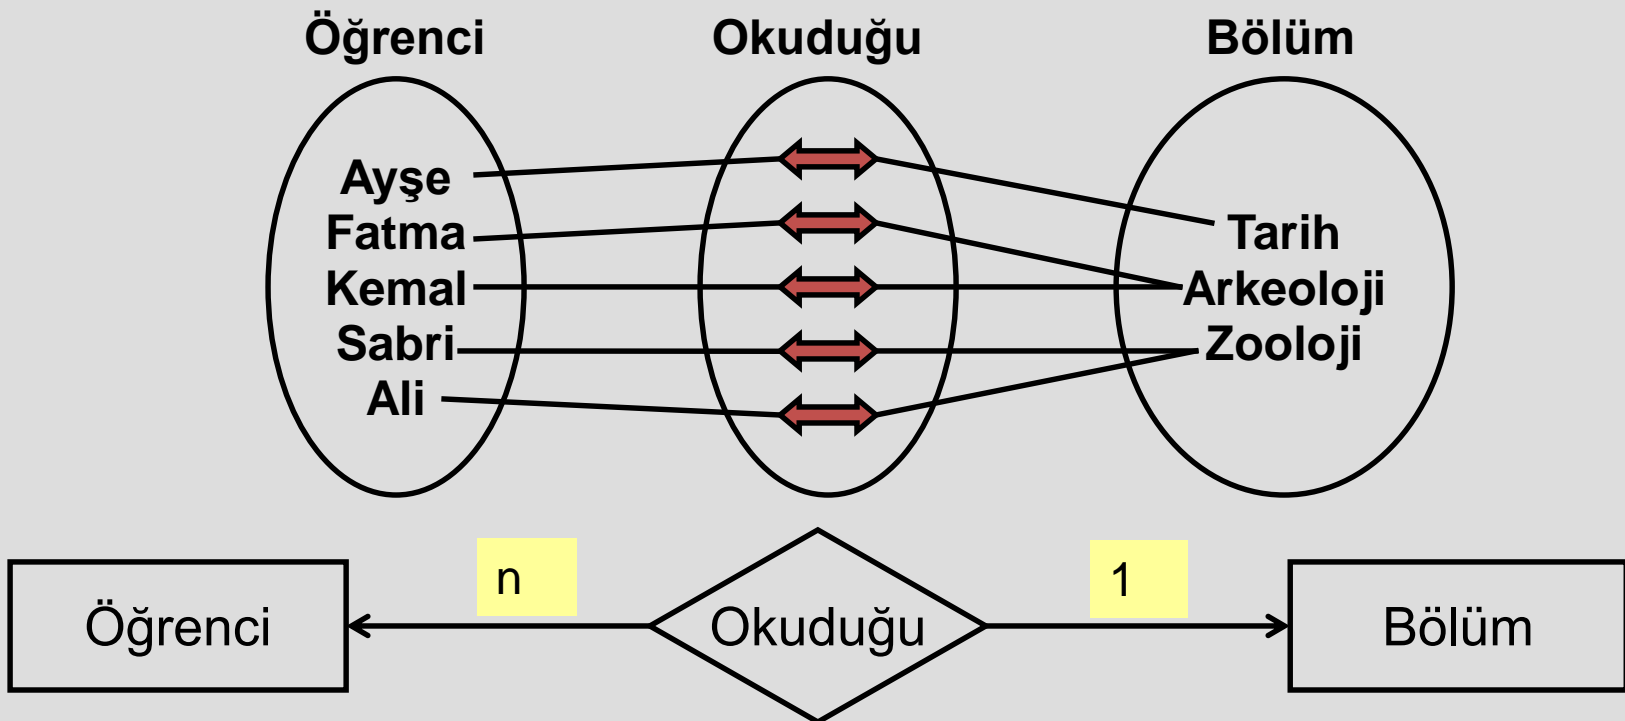 Öğrenci Okuduğu Bölüm
Ayşe
Fatma
Kemal
Sabri
Ali
Tarih
Arkeoloji
Zooloji
n
1
Öğrenci
Okuduğu
Bölüm